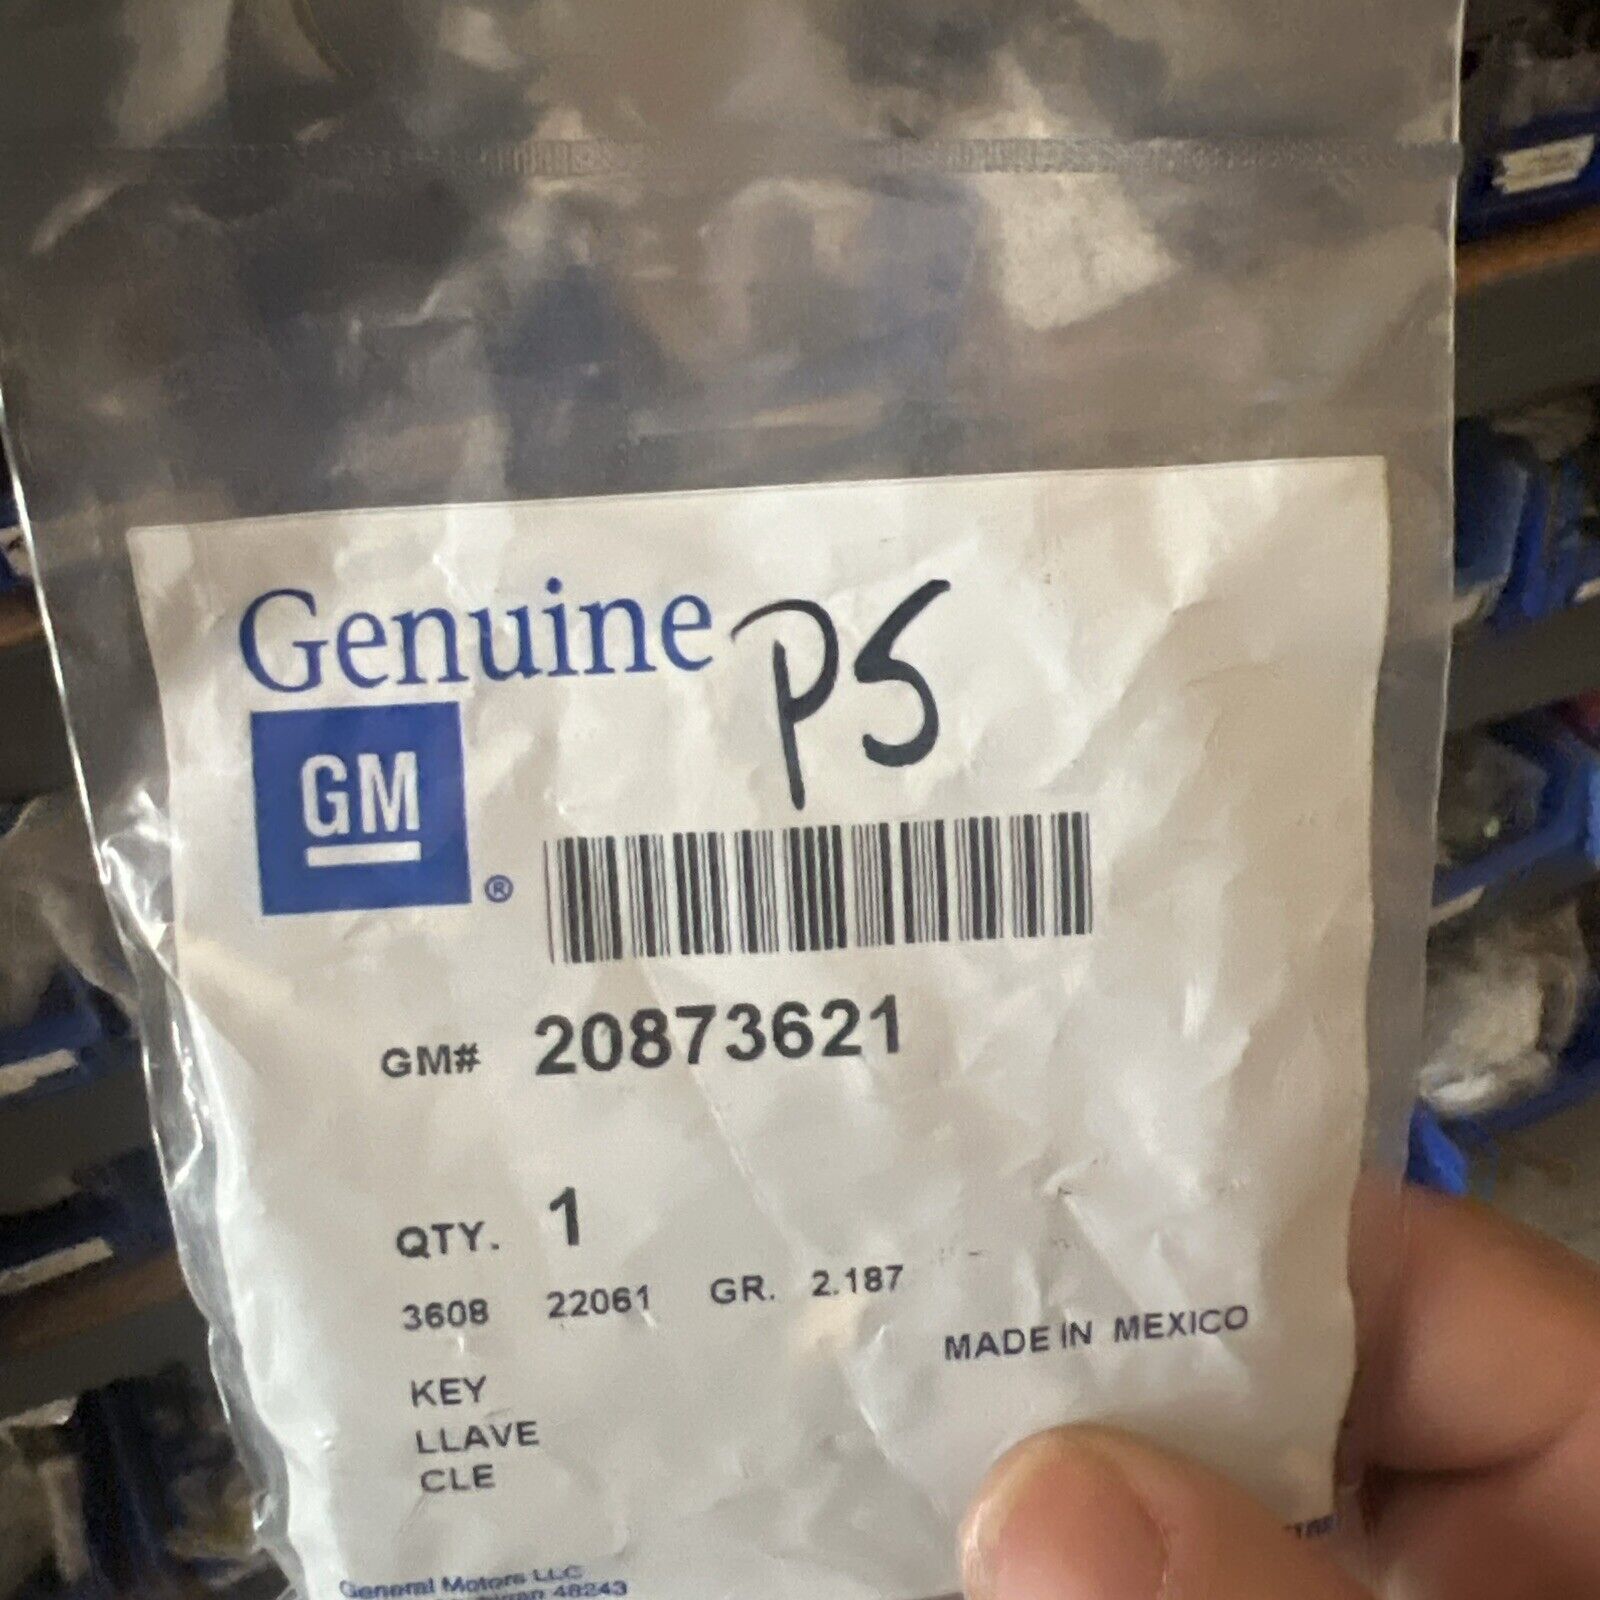 Genuine PS
GM ®
GM# 20873621
QTY. 1
3608 22061 GR. 2.187
MADE IN MEXICO
KEY
LLAVE
CLE
General Motors LLC
48243